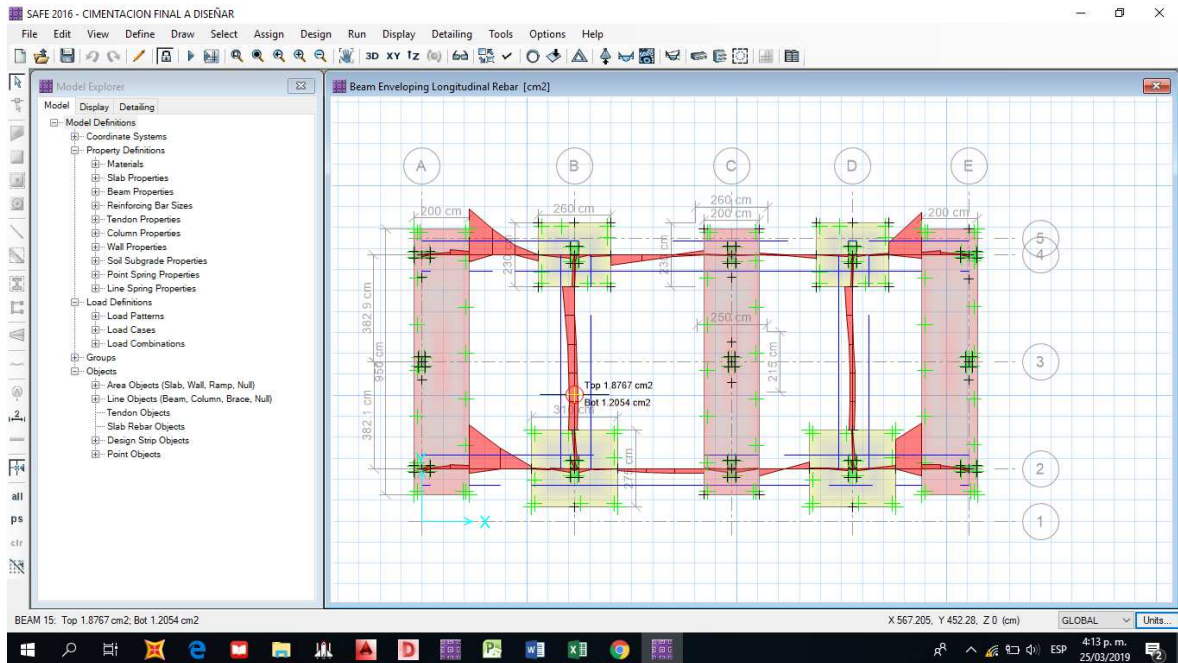 SAFE 2016 - CIMENTACION FINAL A DISEÑAR
File Edit View Define Draw Select Assign Design Run Display Detailing Tools Options Help
3D XY
Model Explorer
Model Display Detailing
Model Definitions
Coordinate Systems
Property Definitions
Materials
Slab Properties
Beam Properties
Reinforcing Bar Sizes
Tendon Properties
Column Properties
Wall Properties
Soil Subgrade Properties
Point Spring Properties
Line Spring Properties
Load Definitions
Load Patterns
Load Cases
Load Combinations
Groups
Objects
Area Objects (Slab, Wall, Ramp, Null)
Line Objects (Beam, Column, Brace, Null)
Tendon Objects
Slab Rebar Objects
Design Strip Objects
Point Objects
all
ps
clr
Beam Enveloping Longitudinal Rebar [cm2]
A B C D E
260 cm
200 cm 260 cm 200 cm 200 cm
5
4
382.9 cm
250 cm
3
950 cm
215 cm
Top 1.8767 cm2
Bot 1.2054 cm2
382.1 cm
2
X
1
BEAM 15: Top 1.8767 cm2; Bot 1.2054 cm2
X 567.205, Y 452.28, Z 0 (cm)
GLOBAL
Units...
ESP
4:13 p. m.
25/03/2019